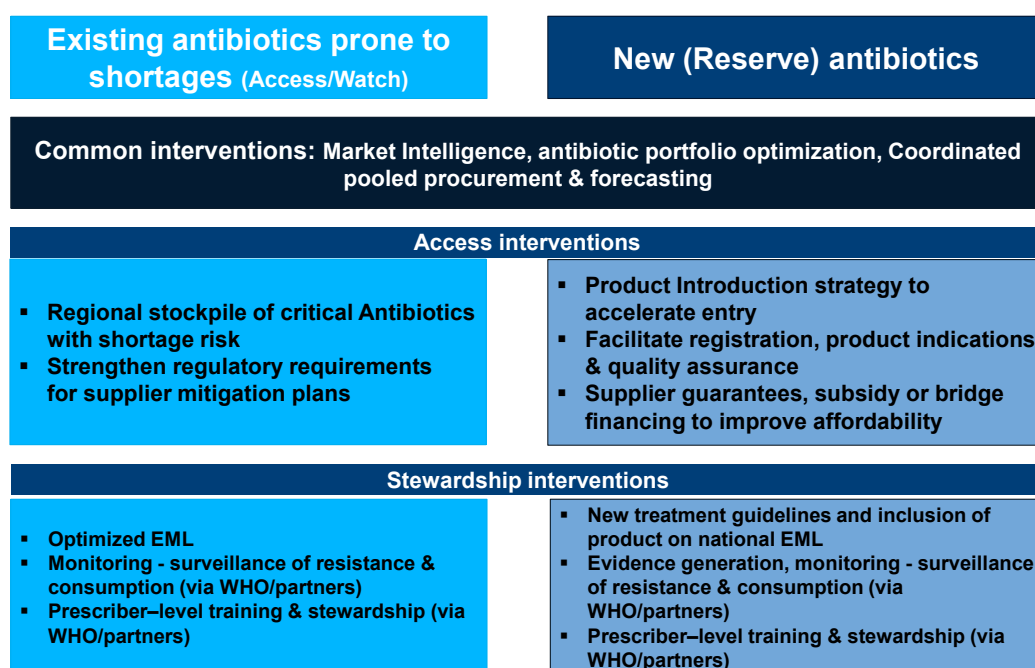 Existing antibiotics prone to
shortages (Access/Watch)
New (Reserve) antibiotics
Common interventions: Market Intelligence, antibiotic portfolio optimization, Coordinated
pooled procurement & forecasting
Access interventions
▪ Regional stockpile of critical Antibiotics
with shortage risk
▪ Strengthen regulatory requirements
for supplier mitigation plans
▪ Product Introduction strategy to
accelerate entry
▪ Facilitate registration, product indications
& quality assurance
▪ Supplier guarantees, subsidy or bridge
financing to improve affordability
Stewardship interventions
▪ Optimized EML
▪ Monitoring - surveillance of resistance &
consumption (via WHO/partners)
▪ Prescriber–level training & stewardship (via
WHO/partners)
▪ New treatment guidelines and inclusion of
product on national EML
▪ Evidence generation, monitoring - surveillance
of resistance & consumption (via
WHO/partners)
▪ Prescriber–level training & stewardship (via
WHO/partners)